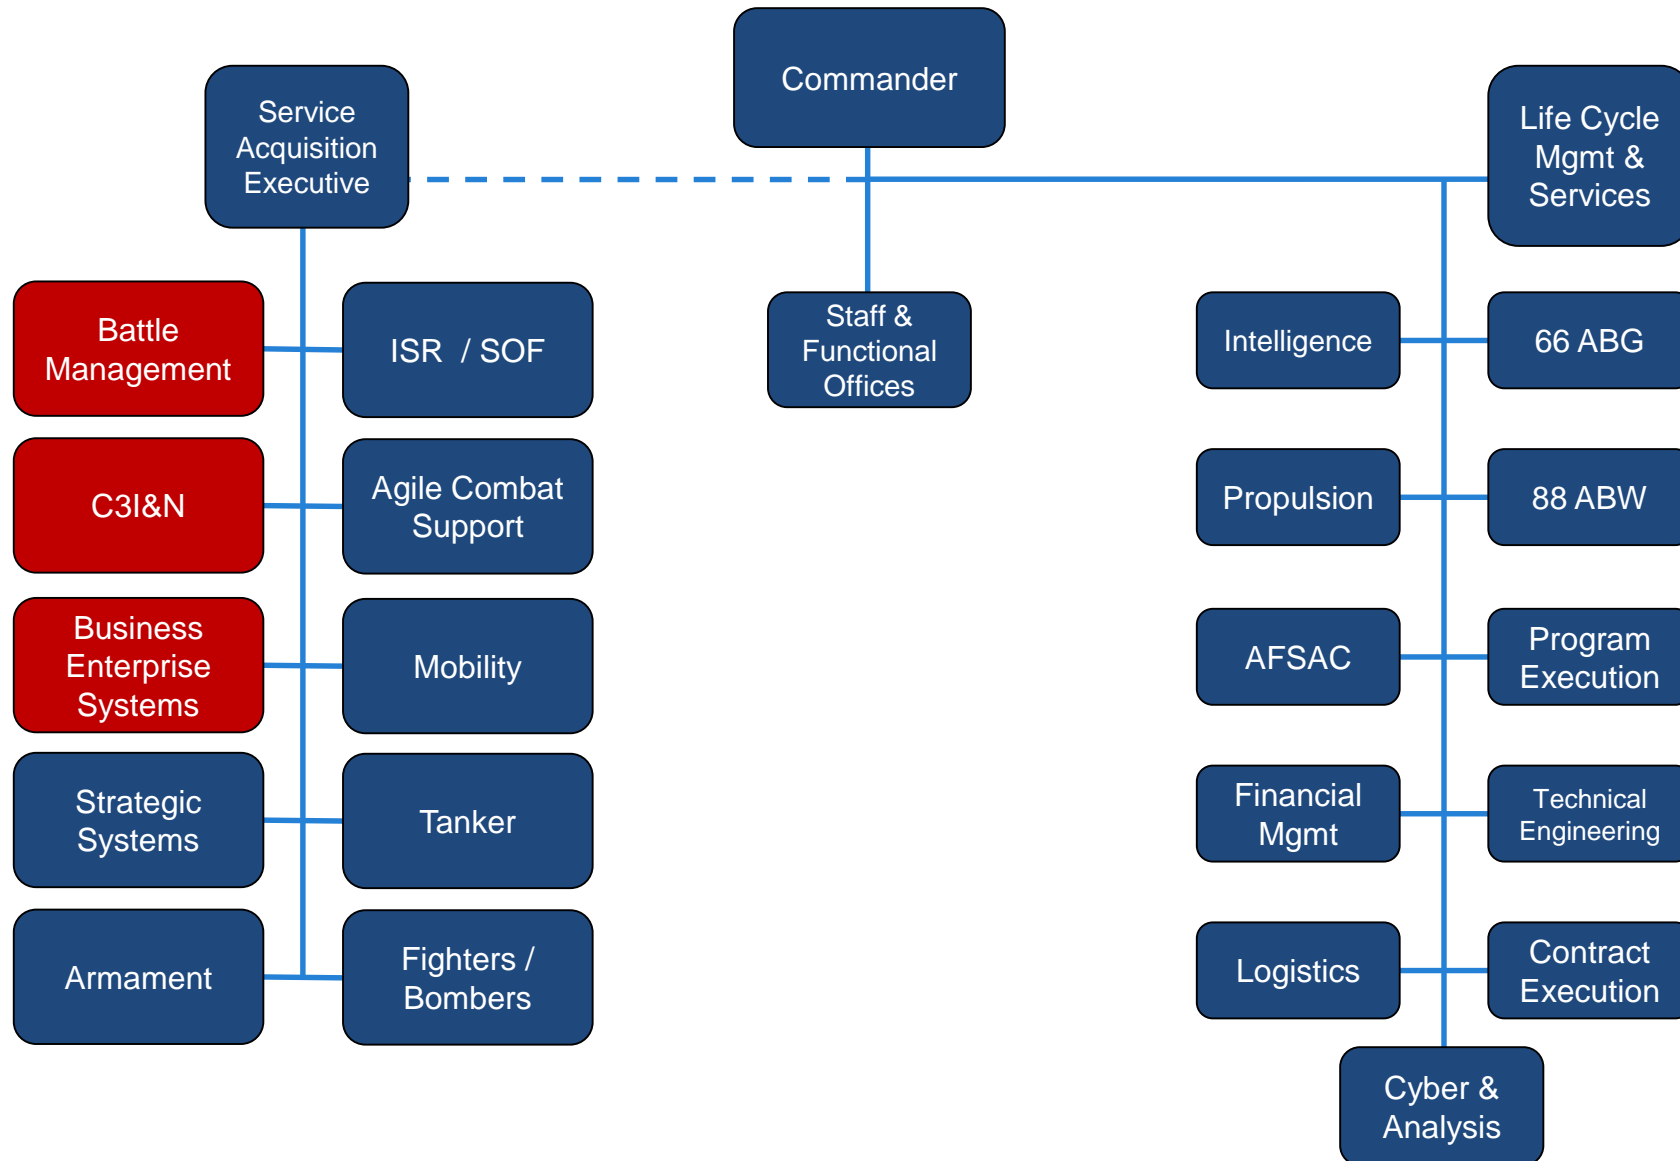 Commander
Service
Acquisition
Executive
Life Cycle
Mgmt &
Services
Battle
Management
ISR / SOF
Staff &
Functional
Offices
Intelligence
66 ABG
C3I&N
Agile Combat
Support
Propulsion
88 ABW
Business
Enterprise
Systems
Mobility
AFSAC
Program
Execution
Strategic
Systems
Tanker
Financial
Mgmt
Technical
Engineering
Armament
Fighters /
Bombers
Logistics
Contract
Execution
Cyber &
Analysis